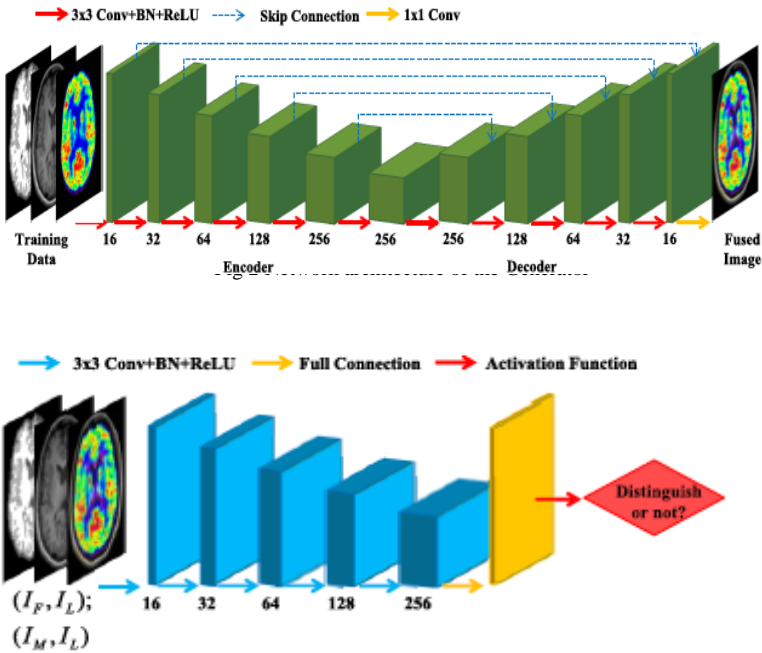 3x3 Conv+BN+ReLU Skip Connection 1x1 Conv
16 32 64 128 256 256 256 128 64 32 16
Training
Data
Fused
Image
Encoder Decoder
3x3 Conv+BN+ReLU Full Connection Activation Function
Distinguish
or not?
16 32 64 128 256
(I_F, I_L);
(I_M, I_L)